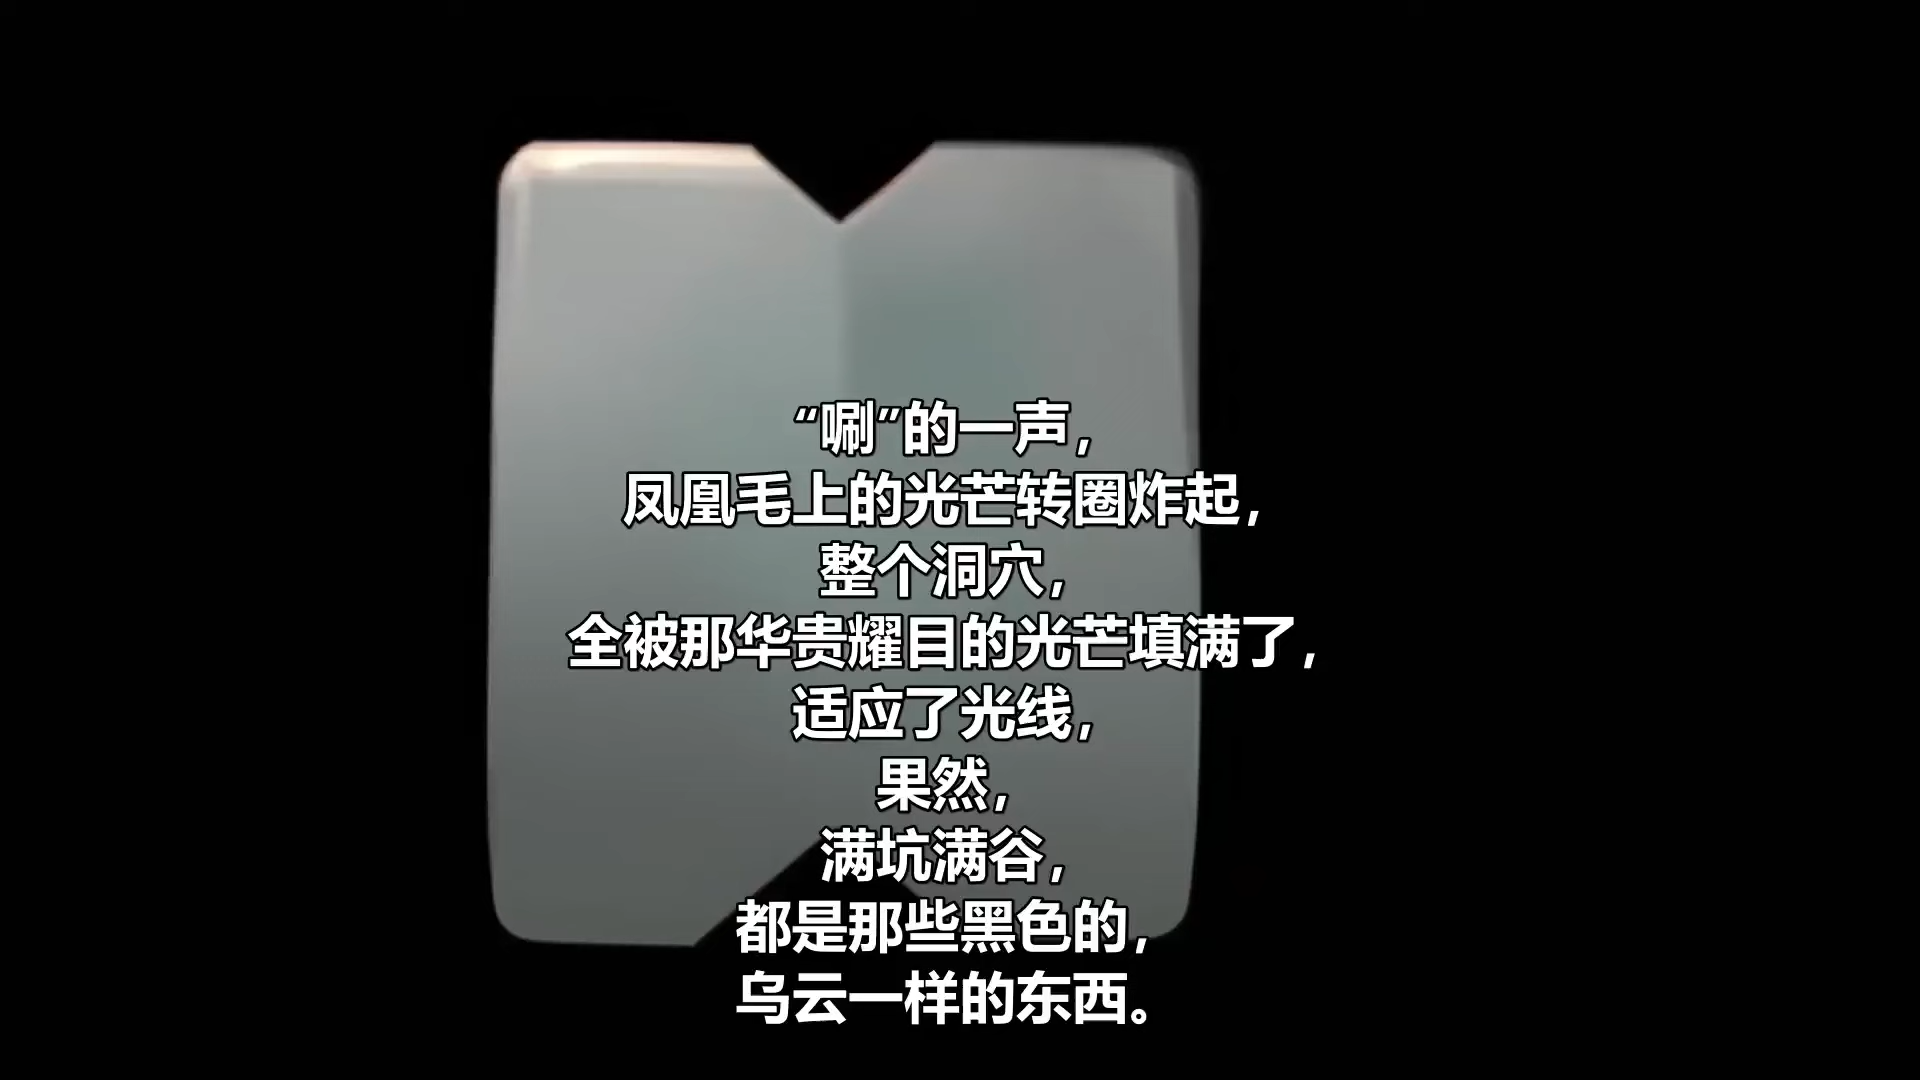 “唰”的一声，
凤凰毛上的光芒转圈炸起，
整个洞穴，
全被那华贵耀目的光芒填满了，
适应了光线，
果然，
满坑满谷，
都是那些黑色的，
乌云一样的东西。